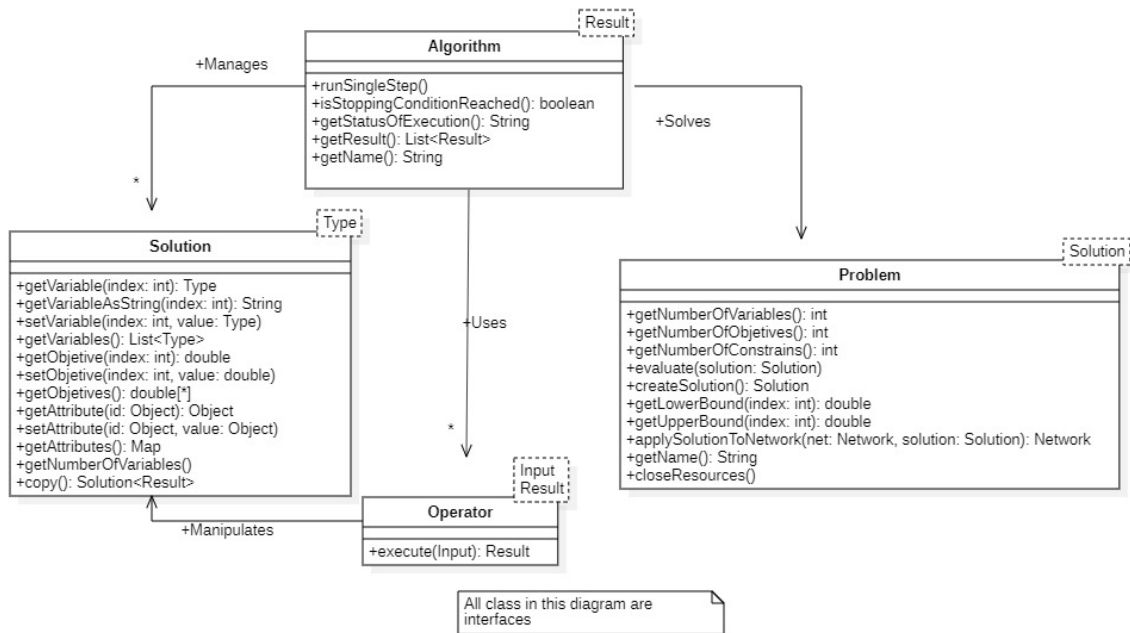 Result
Algorithm
+Manages
+runSingleStep()
+isStoppingConditionReached(): boolean
+getStatusOfExecution(): String
+getResult(): List<Result>
+getName(): String
+Solves
*
Type
Solution
+getVariable(index: int): Type
+getVariableAsString(index: int): String
+setVariable(index: int, value: Type)
+getVariables(): List<Type>
+getObjetive(index: int): double
+setObjetive(index: int, value: double)
+getObjetives(): double[*]
+getAttribute(id: Object): Object
+setAttribute(id: Object, value: Object)
+getAttributes(): Map
+getNumberOfVariables()
+copy(): Solution<Result>
+Uses
*
Solution
Problem
+getNumberOfVariables(): int
+getNumberOfObjetives(): int
+getNumberOfConstrains(): int
+evaluate(solution: Solution)
+createSolution(): Solution
+getLowerBound(index: int): double
+getUpperBound(index: int): double
+applySolutionToNetwork(net: Network, solution: Solution): Network
+getName(): String
+closeResources()
Input
Result
Operator
+Manipulates
+execute(Input): Result
All class in this diagram are
interfaces